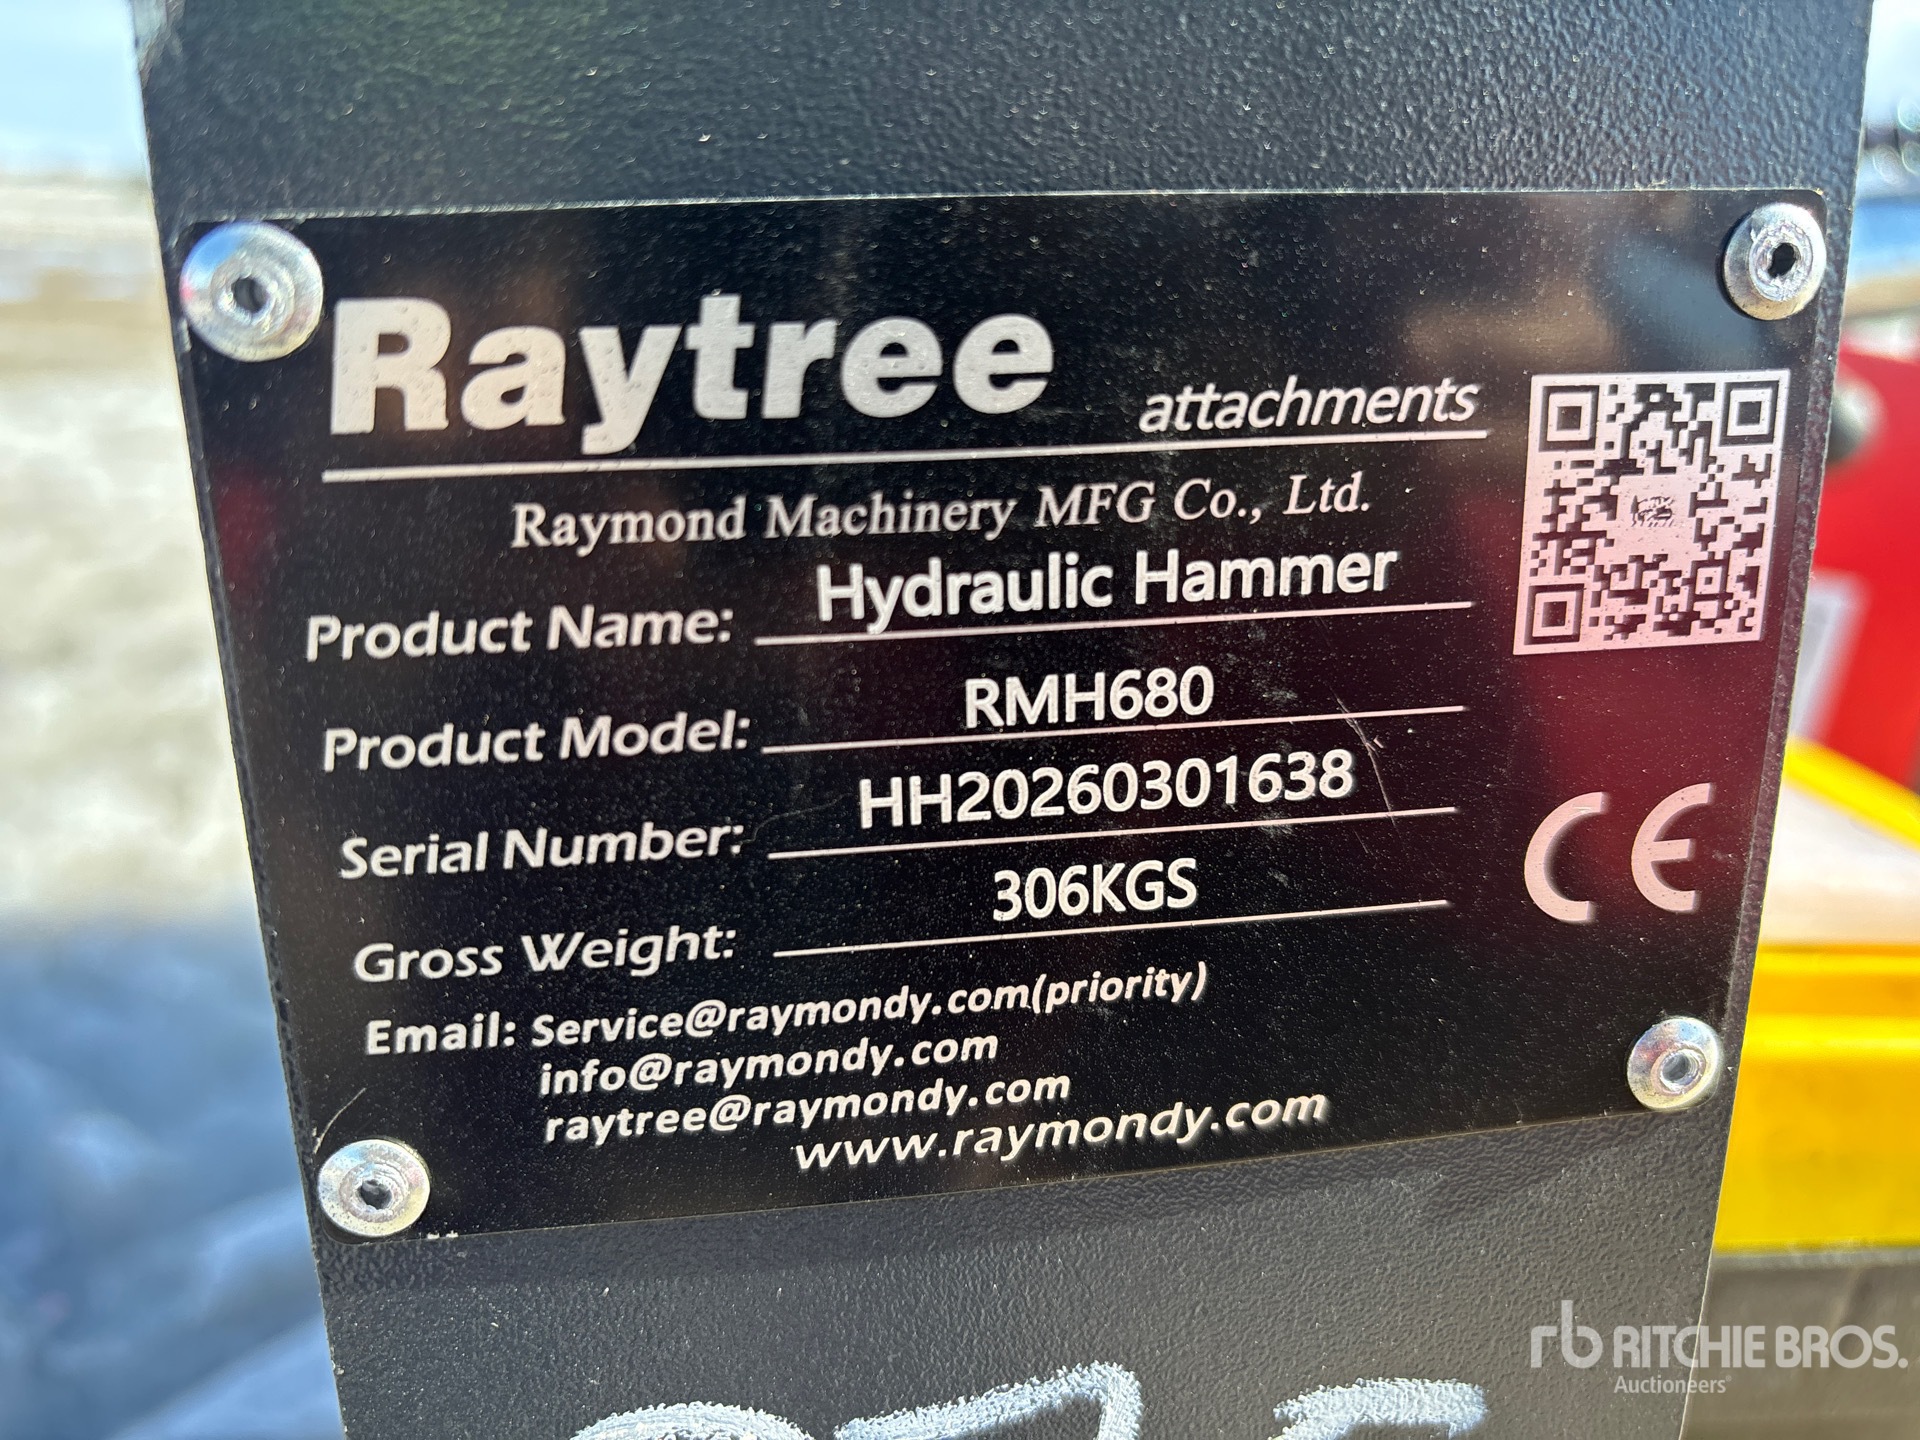 Raytree attachments
Raymond Machinery MFG Co., Ltd.
Product Name: Hydraulic Hammer
Product Model: RMH680
Serial Number: HH20260301638
Gross Weight: 306KGS
CE
Email: Service@raymondy.com(priority)
info@raymondy.com
raytree@raymondy.com
www.raymondy.com
rb RITCHIE BROS.
Auctioneers